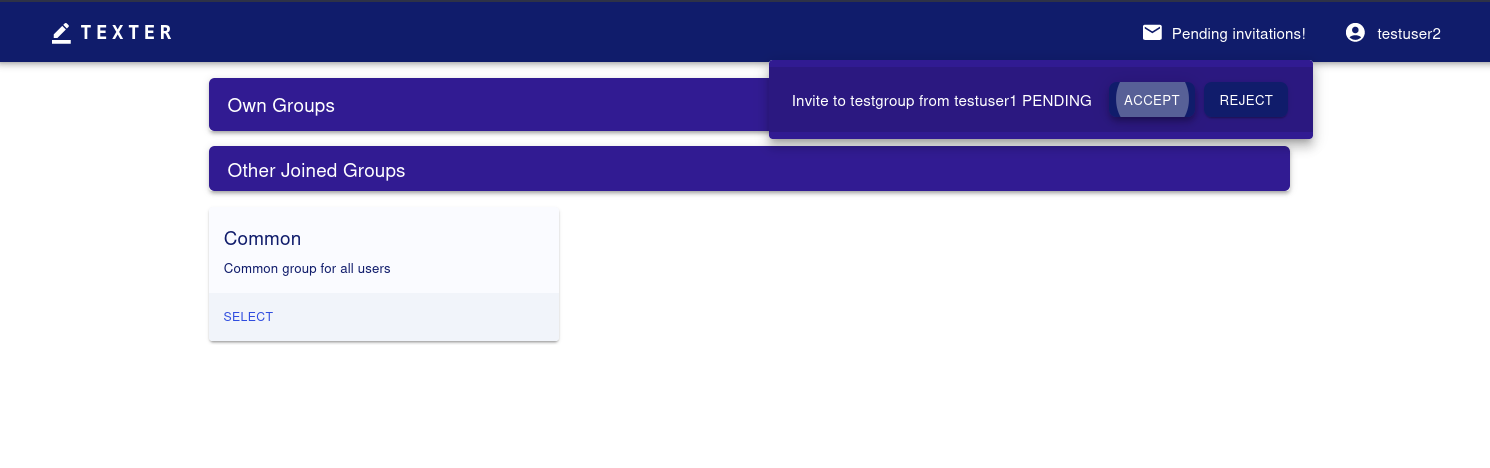 TEXTER
Pending invitations!
testuser2
Own Groups
Invite to testgroup from testuser1 PENDING
ACCEPT
REJECT
Other Joined Groups
Common
Common group for all users
SELECT